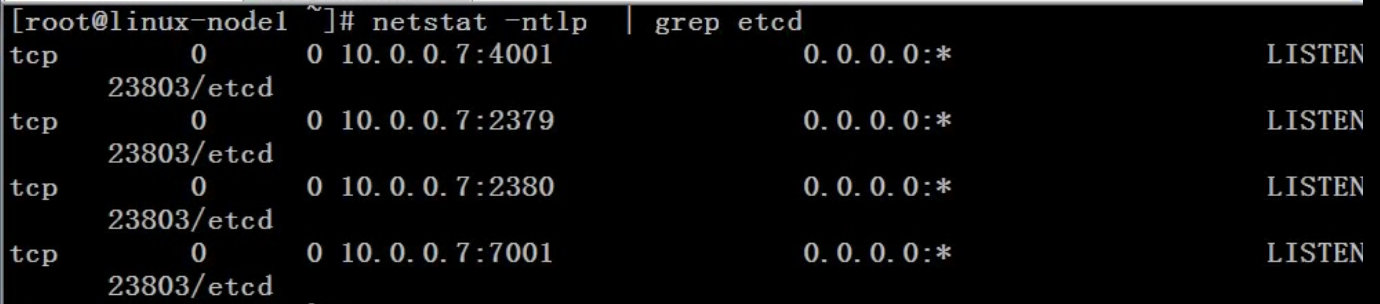 [root@linux-node1 ~]# netstat -ntlp | grep etcd
tcp 0 0 10.0.0.7:4001 0.0.0.0:* LISTEN
23803/etcd
tcp 0 0 10.0.0.7:2379 0.0.0.0:* LISTEN
23803/etcd
tcp 0 0 10.0.0.7:2380 0.0.0.0:* LISTEN
23803/etcd
tcp 0 0 10.0.0.7:7001 0.0.0.0:* LISTEN
23803/etcd